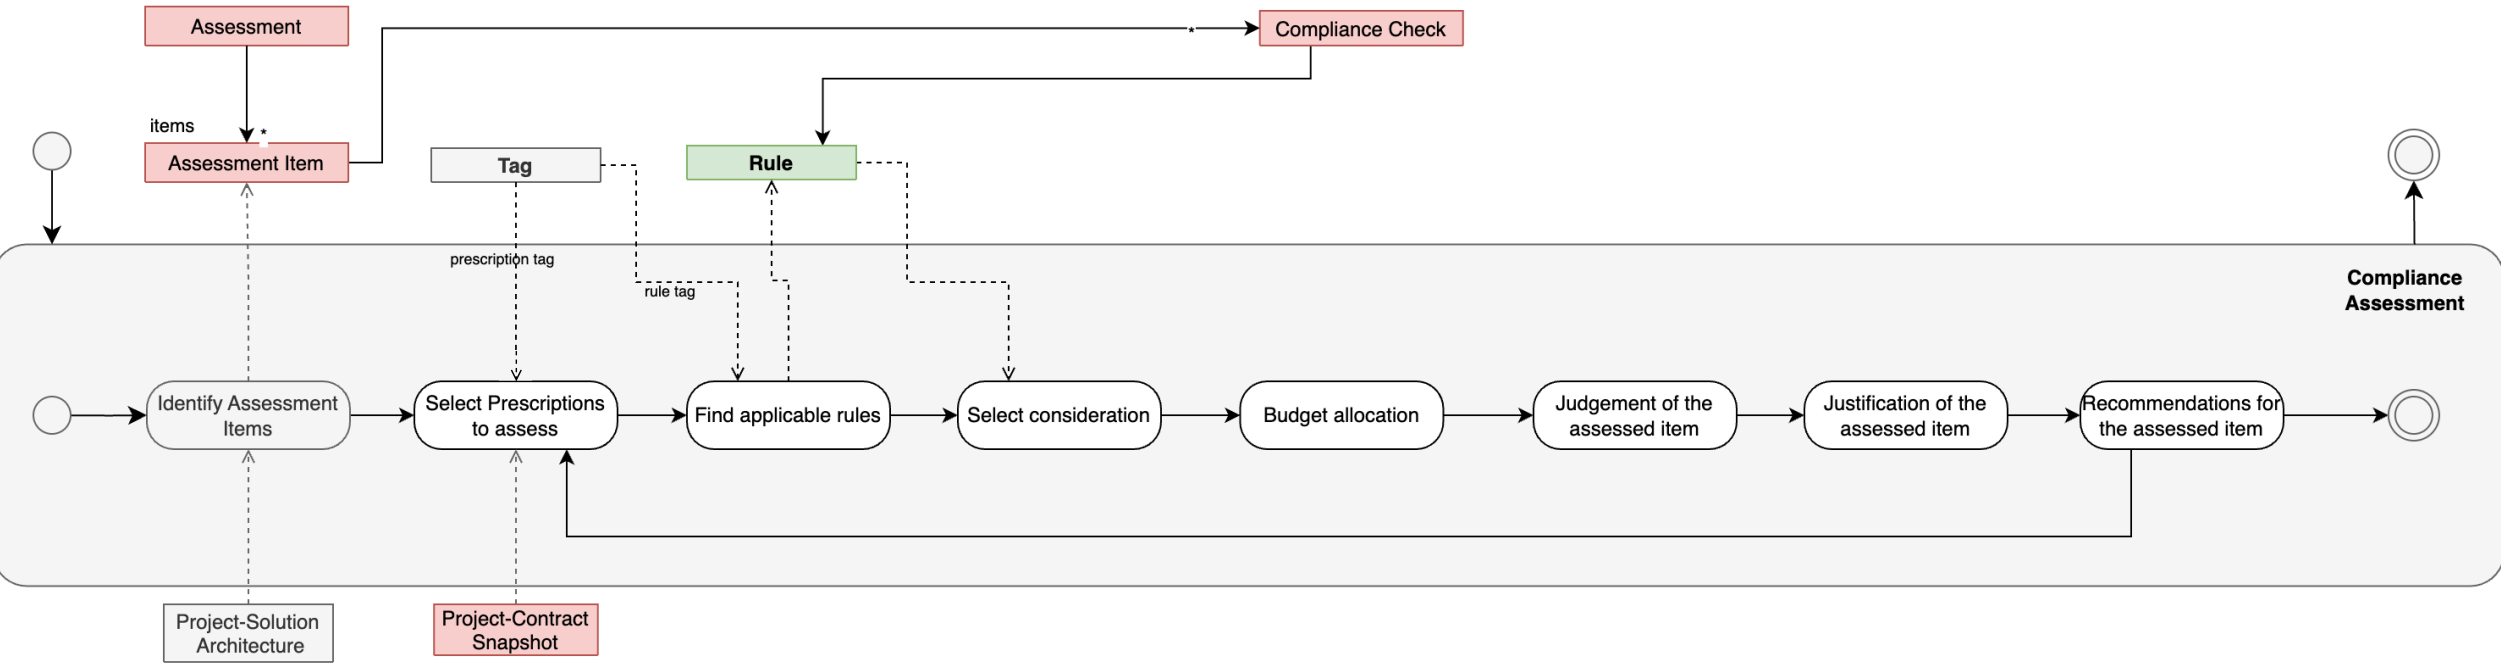 Assessment
*
Compliance Check
items
*
Assessment Item
Tag
Rule
prescription tag
rule tag
Compliance
Assessment
Identify Assessment
Items
Select Prescriptions
to assess
Find applicable rules
Select consideration
Budget allocation
Judgement of the
assessed item
Justification of the
assessed item
Recommendations for
the assessed item
Project-Solution
Architecture
Project-Contract
Snapshot